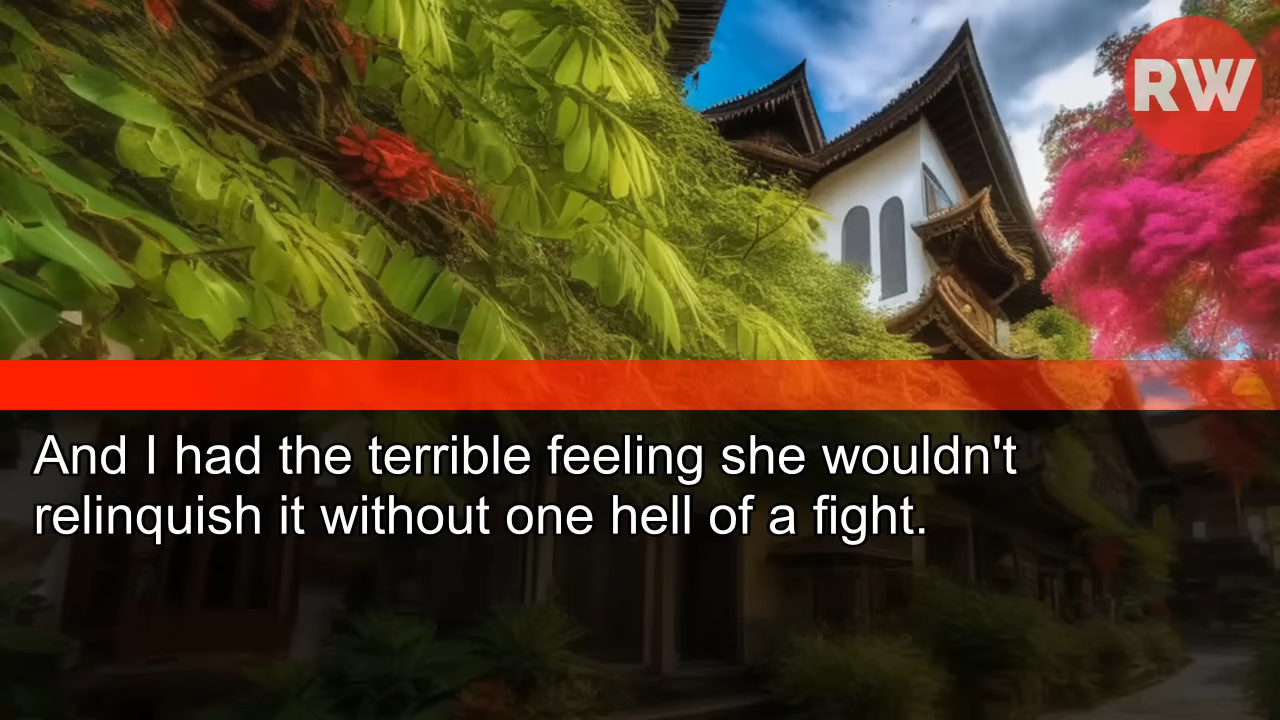 RW
And I had the terrible feeling she wouldn't
relinquish it without one hell of a fight.